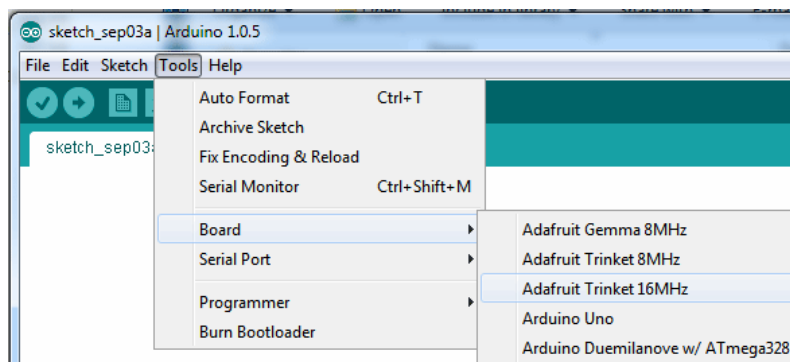 sketch_sep03a | Arduino 1.0.5
File Edit Sketch Tools Help
Auto Format Ctrl+T
Archive Sketch
sketch_sep03a
Fix Encoding & Reload
Serial Monitor Ctrl+Shift+M
Board
Adafruit Gemma 8MHz
Serial Port
Adafruit Trinket 8MHz
Adafruit Trinket 16MHz
Programmer
Arduino Uno
Burn Bootloader
Arduino Duemilanove w/ ATmega328